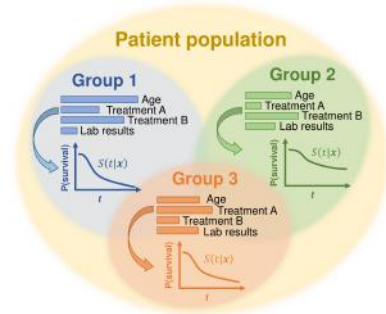 Patient population
Group 1
Age
Treatment A
Treatment B
Lab results
P(survival)
S(t|x)
t
Group 2
Age
Treatment A
Treatment B
Lab results
P(survival)
S(t|x)
t
Group 3
Age
Treatment A
Treatment B
Lab results
P(survival)
S(t|x)
t